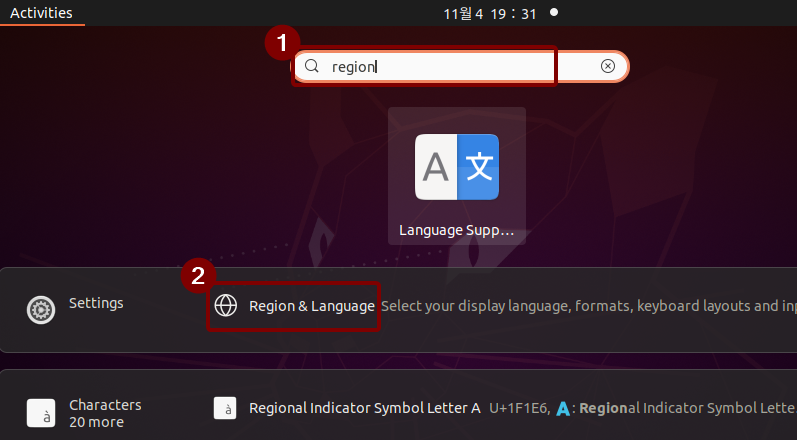 Activities
11월 4 19 : 31
1
region
A 文
Language Supp…
2
Settings
Region & Language
Select your display language, formats, keyboard layouts and inp
Characters
20 more
à
à
Regional Indicator Symbol Letter A
U+1F1E6, A: Regional Indicator Symbol Lette